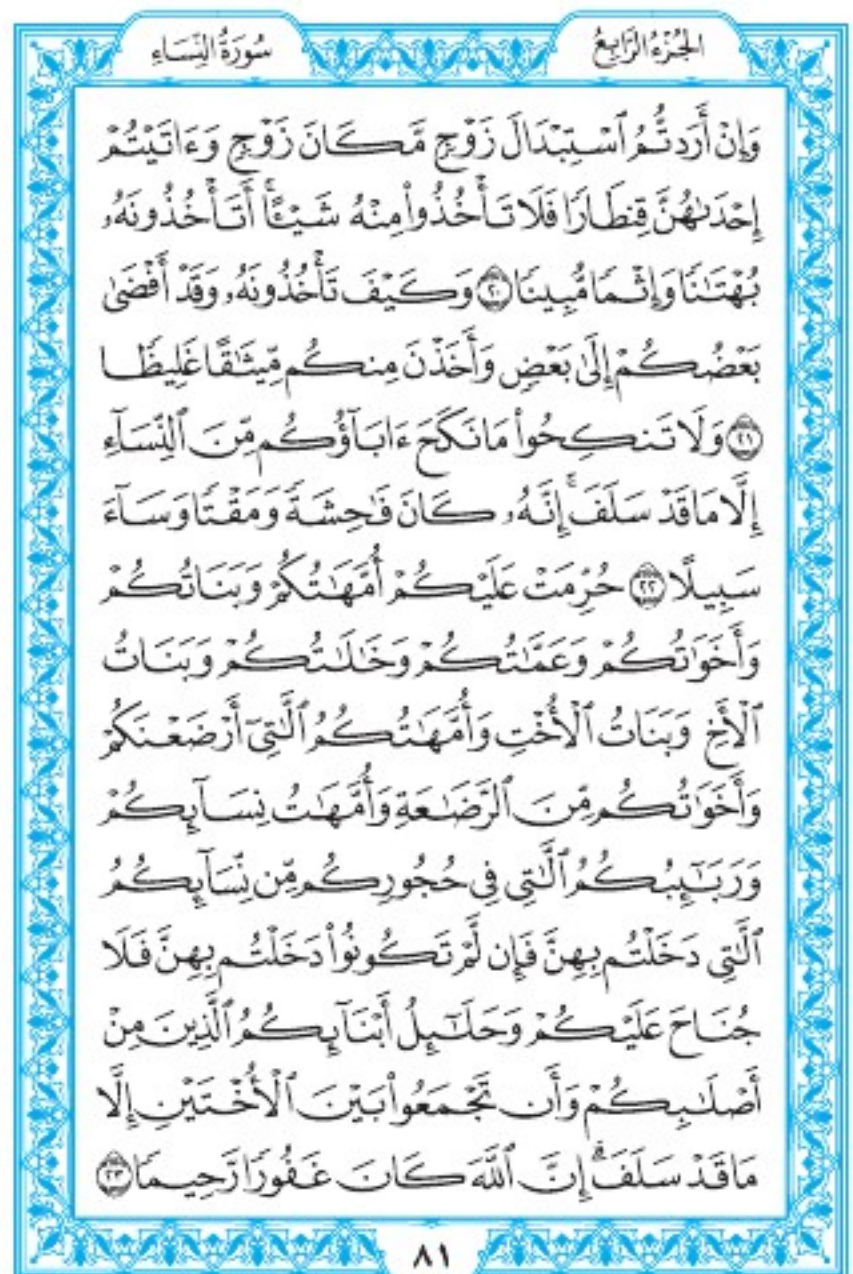 الجُزْءُ الرَّابِعُ
سُورَةُ النِّسَاءِ
وَإِنْ أَرَدتُّمُ ٱسْتِبْدَالَ زَوْجٍ مَّكَانَ زَوْجٍ وَءَاتَيْتُمْ
إِحْدَىٰهُنَّ قِنطَارًا فَلَا تَأْخُذُوا۟ مِنْهُ شَيْـًٔا أَتَأْخُذُونَهُۥ
بُهْتَٰنًا وَإِثْمًا مُّبِينًا ٢٠ وَكَيْفَ تَأْخُذُونَهُۥ وَقَدْ أَفْضَىٰ
بَعْضُكُمْ إِلَىٰ بَعْضٍ وَأَخَذْنَ مِنكُم مِّيثَٰقًا غَلِيظًا
٢١ وَلَا تَنكِحُوا۟ مَا نَكَحَ ءَابَآؤُكُم مِّنَ ٱلنِّسَآءِ
إِلَّا مَا قَدْ سَلَفَ ۚ إِنَّهُۥ كَانَ فَٰحِشَةً وَمَقْتًا وَسَآءَ
سَبِيلًا ٢٢ حُرِّمَتْ عَلَيْكُمْ أُمَّهَٰتُكُمْ وَبَنَاتُكُمْ
وَأَخَوَٰتُكُمْ وَعَمَّٰتُكُمْ وَخَٰلَٰتُكُمْ وَبَنَاتُ
ٱلْأَخِ وَبَنَاتُ ٱلْأُخْتِ وَأُمَّهَٰتُكُمُ ٱلَّٰتِىٓ أَرْضَعْنَكُمْ
وَأَخَوَٰتُكُم مِّنَ ٱلرَّضَٰعَةِ وَأُمَّهَٰتُ نِسَآئِكُمْ
وَرَبَٰٓئِبُكُمُ ٱلَّٰتِى فِى حُجُورِكُم مِّن نِّسَآئِكُمُ
ٱلَّٰتِى دَخَلْتُم بِهِنَّ فَإِن لَّمْ تَكُونُوا۟ دَخَلْتُم بِهِنَّ فَلَا
جُنَاحَ عَلَيْكُمْ وَحَلَٰٓئِلُ أَبْنَآئِكُمُ ٱلَّذِينَ مِنْ
أَصْلَٰبِكُمْ وَأَن تَجْمَعُوا۟ بَيْنَ ٱلْأُخْتَيْنِ إِلَّا
مَا قَدْ سَلَفَ ۗ إِنَّ ٱللَّهَ كَانَ غَفُورًا رَّحِيمًا ٢٣
٨١